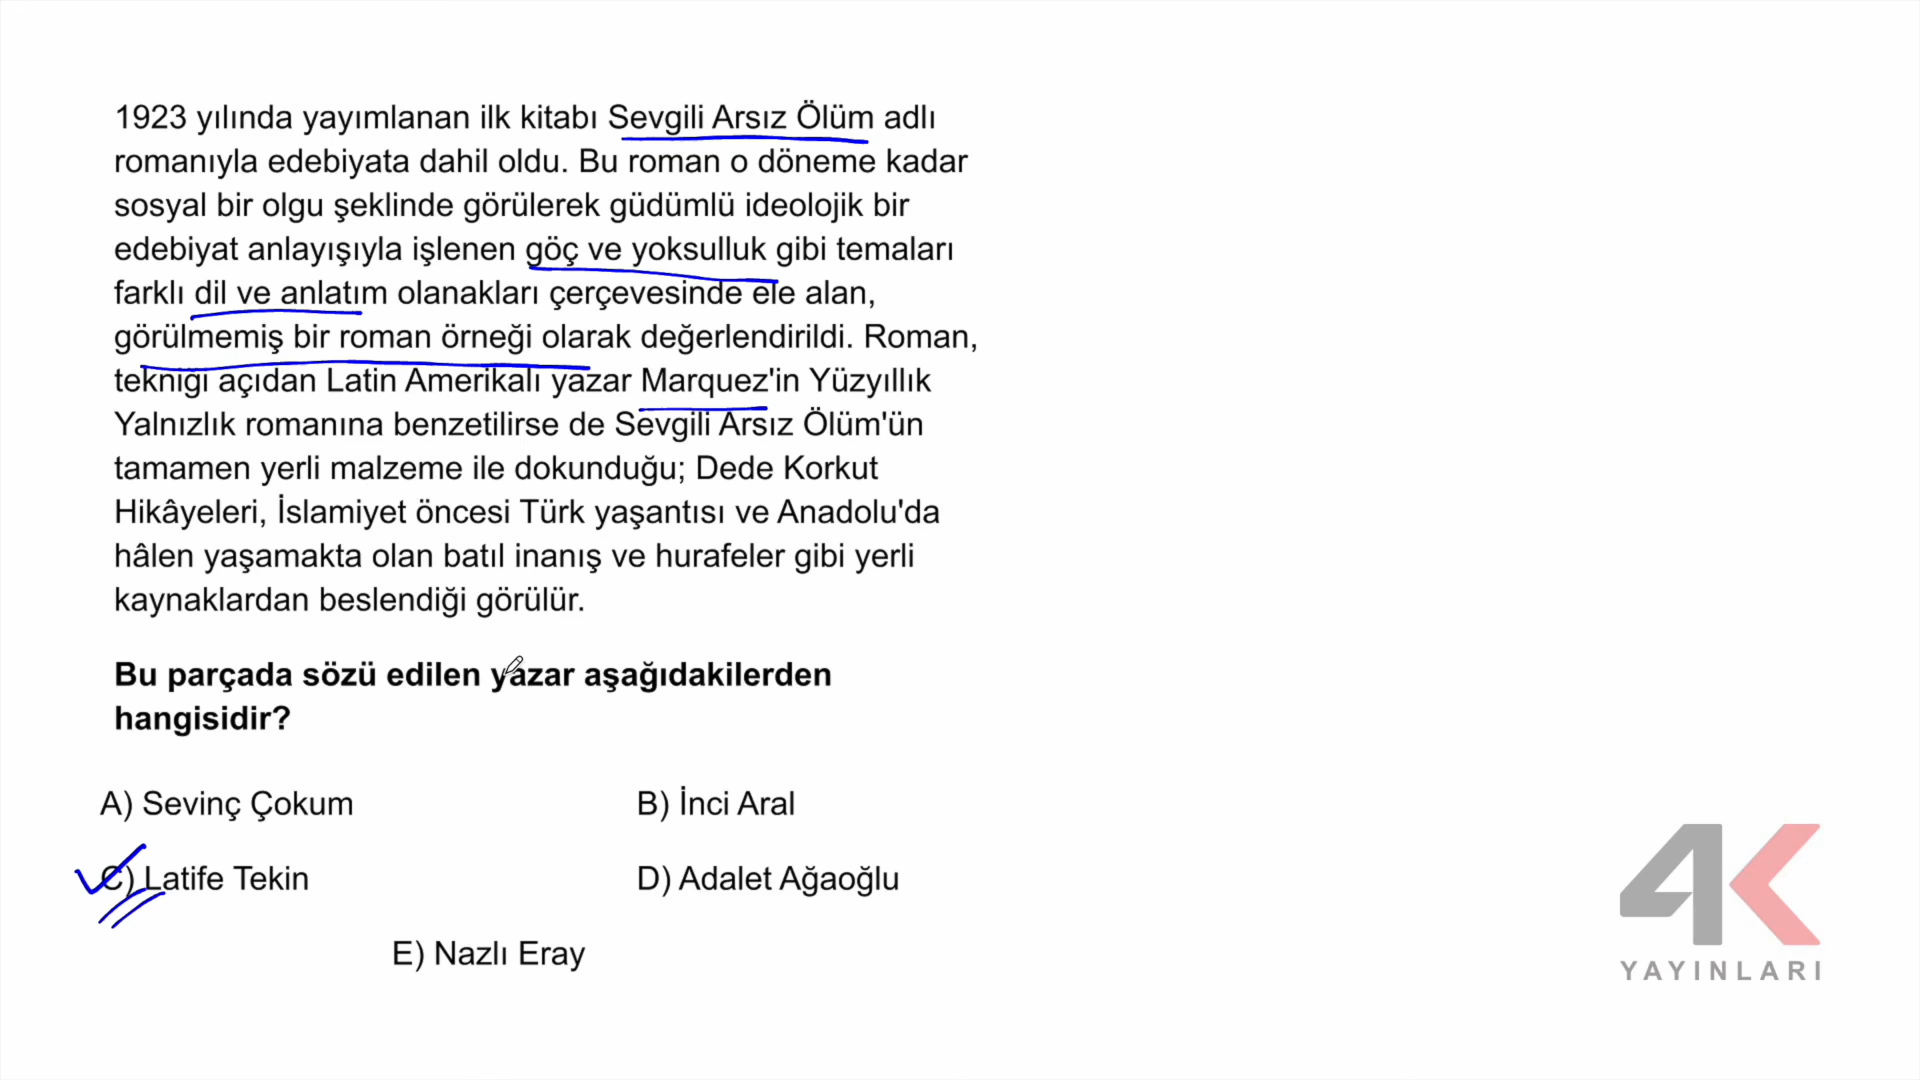 1923 yılında yayımlanan ilk kitabı Sevgili Arsız Ölüm adlı
romanıyla edebiyata dahil oldu. Bu roman o döneme kadar
sosyal bir olgu şeklinde görülerek güdümlü ideolojik bir
edebiyat anlayışıyla işlenen göç ve yoksulluk gibi temaları
farklı dil ve anlatım olanakları çerçevesinde ele alan,
görülmemiş bir roman örneği olarak değerlendirildi. Roman,
tekniği açıdan Latin Amerikalı yazar Marquez'in Yüzyıllık
Yalnızlık romanına benzetilirse de Sevgili Arsız Ölüm'ün
tamamen yerli malzeme ile dokunduğu; Dede Korkut
Hikâyeleri, İslamiyet öncesi Türk yaşantısı ve Anadolu'da
hâlen yaşamakta olan batıl inanış ve hurafeler gibi yerli
kaynaklardan beslendiği görülür.
Bu parçada sözü edilen yazar aşağıdakilerden
hangisidir?
A) Sevinç Çokum
B) İnci Aral
C) Latife Tekin
D) Adalet Ağaoğlu
E) Nazlı Eray
4K
YAYINLARI